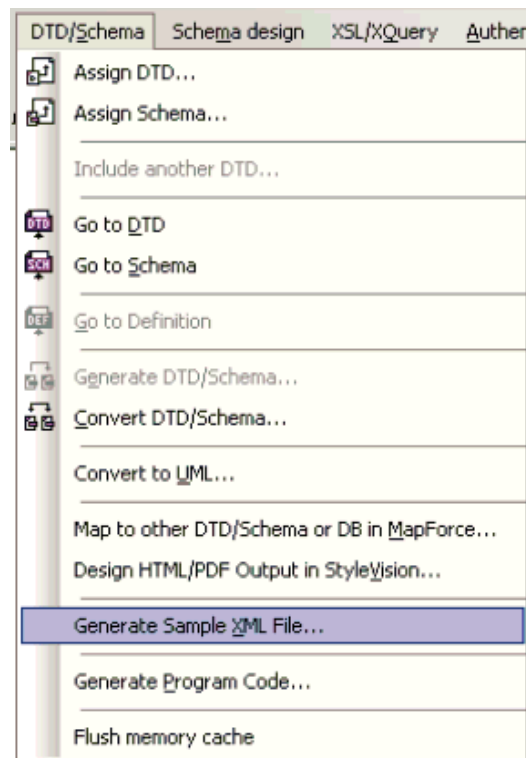 DTD/Schema Schema design XSL/XQuery Auther
Assign DTD...
Assign Schema...
Include another DTD...
DTD Go to DTD
SCH Go to Schema
DEF Go to Definition
Generate DTD/Schema...
Convert DTD/Schema...
Convert to UML...
Map to other DTD/Schema or DB in MapForce...
Design HTML/PDF Output in StyleVision...
Generate Sample XML File...
Generate Program Code...
Flush memory cache